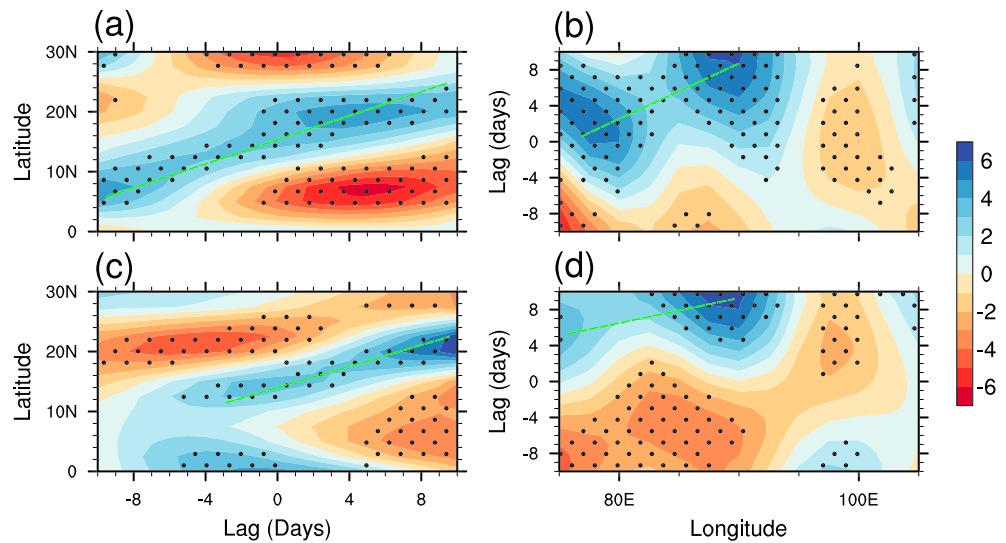 (a)
30N
20N
10N
0
Latitude
(b)
8
4
0
-4
-8
Lag (days)
(c)
30N
20N
10N
0
Latitude
-8
-4
0
4
8
Lag (Days)
(d)
8
4
0
-4
-8
Lag (days)
80E
100E
Longitude
6
4
2
0
-2
-4
-6